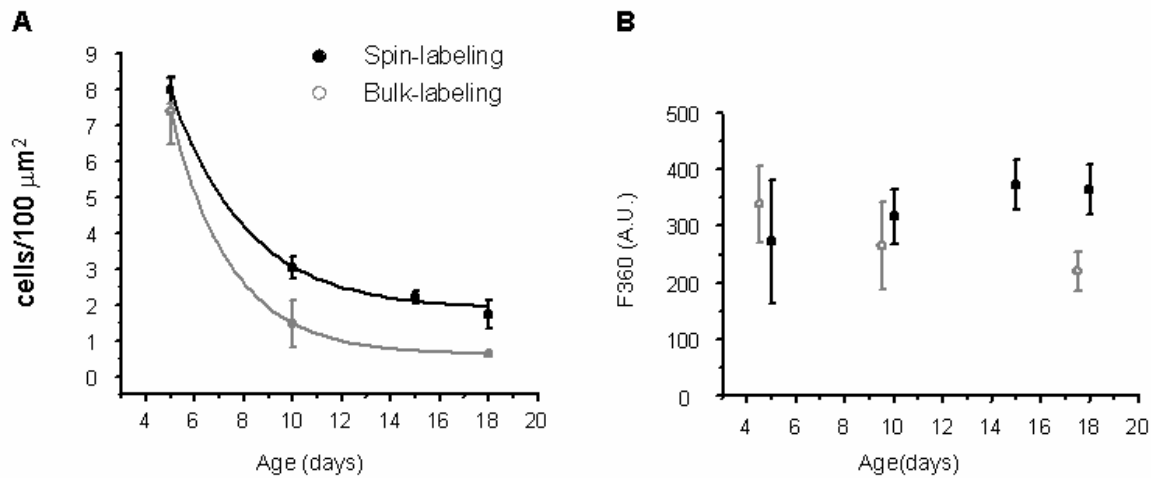 A
9
8
7
6
5
4
3
2
1
0
cells/100 µm²
4 6 8 10 12 14 16 18 20
Age (days)
Spin-labeling
Bulk-labeling
B
500
400
300
200
100
0
F360 (A.U.)
4 6 8 10 12 14 16 18 20
Age(days)